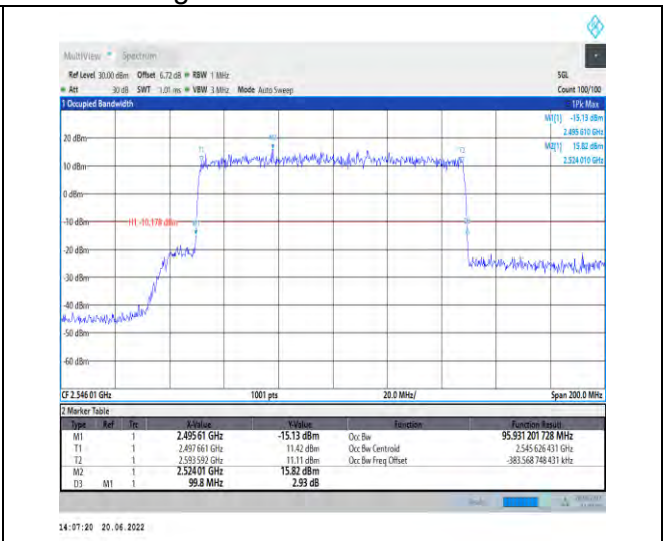 MultiView Spectrum
Ref Level 30.00 dBm Offset 6.72 dB RBW 1 MHz SGL
Att 30 dB SWT 1.01 ms VBW 3 MHz Mode Auto Sweep Count 100/100
1 Occupied Bandwidth 1Pk Max
M1[1] -15.13 dBm
2.495 610 GHz
20 dBm M2[1] 15.82 dBm
2.524 010 GHz
T1 M2 T2
10 dBm
0 dBm
-10 dBm H1 -10.178 dBm
-20 dBm
-30 dBm
-40 dBm
-50 dBm
-60 dBm
CF 2.546 01 GHz 1001 pts 20.0 MHz/ Span 200.0 MHz
2 Marker Table
Type Ref Trc X-Value Y-Value Function Function Result
M1 1 2.495 61 GHz -15.13 dBm Occ Bw 95.931 201 728 MHz
T1 1 2.497 661 GHz 11.42 dBm Occ Bw Centroid 2.545 626 431 GHz
T2 1 2.593 592 GHz 11.11 dBm Occ Bw Freq Offset -383.568 748 431 kHz
M2 1 2.524 01 GHz 15.82 dBm
D3 M1 1 99.8 MHz 2.93 dB
14:07:20 20.06.2022